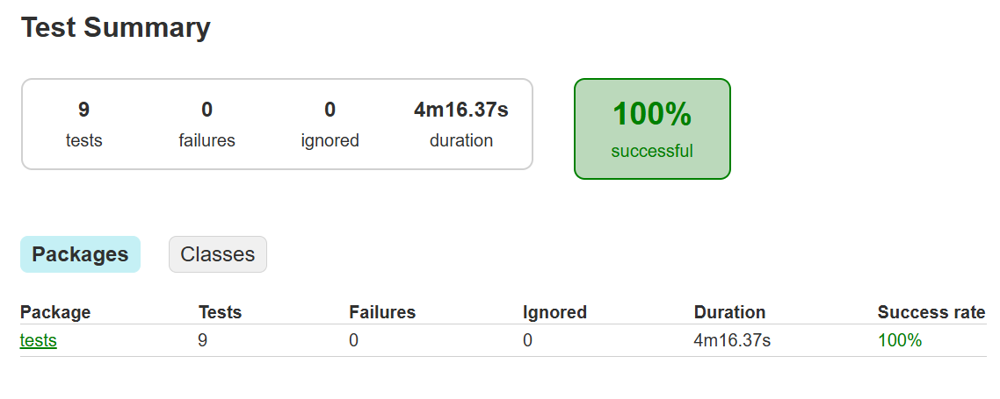 Test Summary
9 0 0 4m16.37s
tests failures ignored duration
100%
successful
Packages Classes
Package Tests Failures Ignored Duration Success rate
tests 9 0 0 4m16.37s 100%